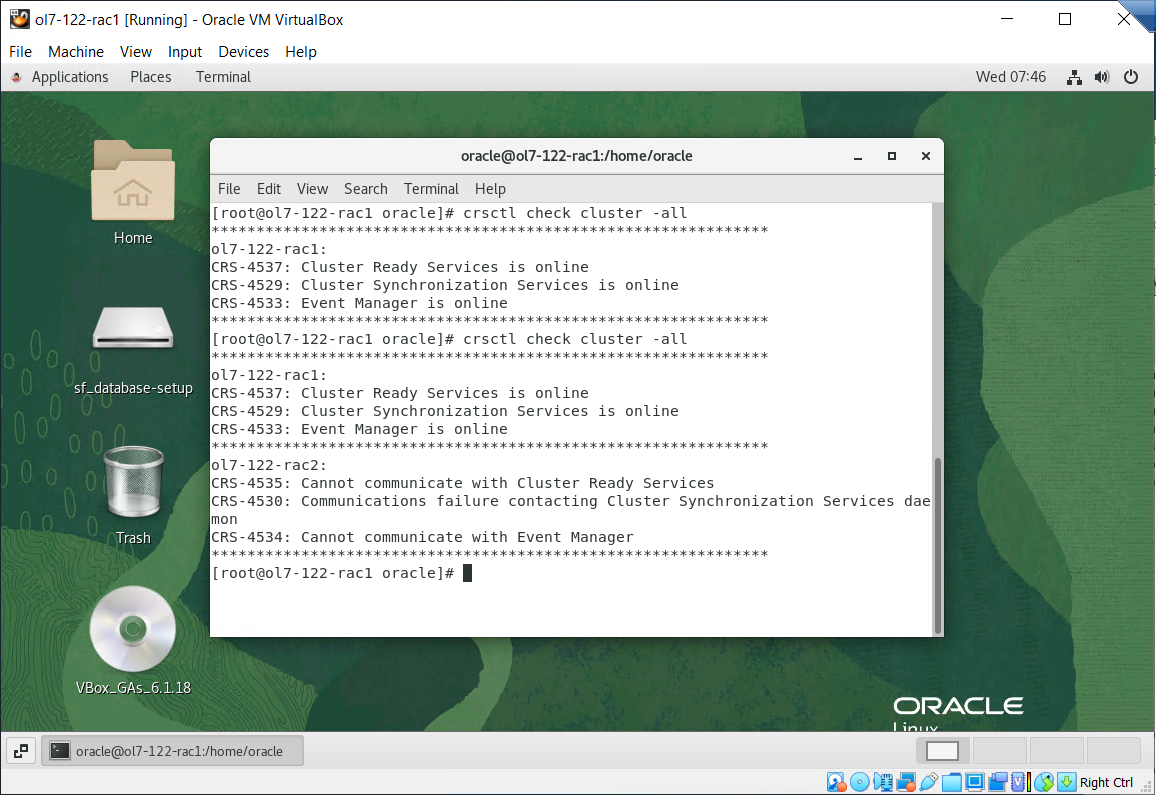 ol7-122-rac1 [Running] - Oracle VM VirtualBox
File Machine View Input Devices Help
Applications Places Terminal Wed 07:46
oracle@ol7-122-rac1:/home/oracle
File Edit View Search Terminal Help
[root@ol7-122-rac1 oracle]# crsctl check cluster -all
**************************************************************
ol7-122-rac1:
CRS-4537: Cluster Ready Services is online
CRS-4529: Cluster Synchronization Services is online
CRS-4533: Event Manager is online
**************************************************************
[root@ol7-122-rac1 oracle]# crsctl check cluster -all
**************************************************************
ol7-122-rac1:
CRS-4537: Cluster Ready Services is online
CRS-4529: Cluster Synchronization Services is online
CRS-4533: Event Manager is online
**************************************************************
ol7-122-rac2:
CRS-4535: Cannot communicate with Cluster Ready Services
CRS-4530: Communications failure contacting Cluster Synchronization Services dae
mon
CRS-4534: Cannot communicate with Event Manager
**************************************************************
[root@ol7-122-rac1 oracle]#
Home
sf_database-setup
Trash
VBox_GAs_6.1.18
ORACLE
Linux
oracle@ol7-122-rac1:/home/oracle
Right Ctrl